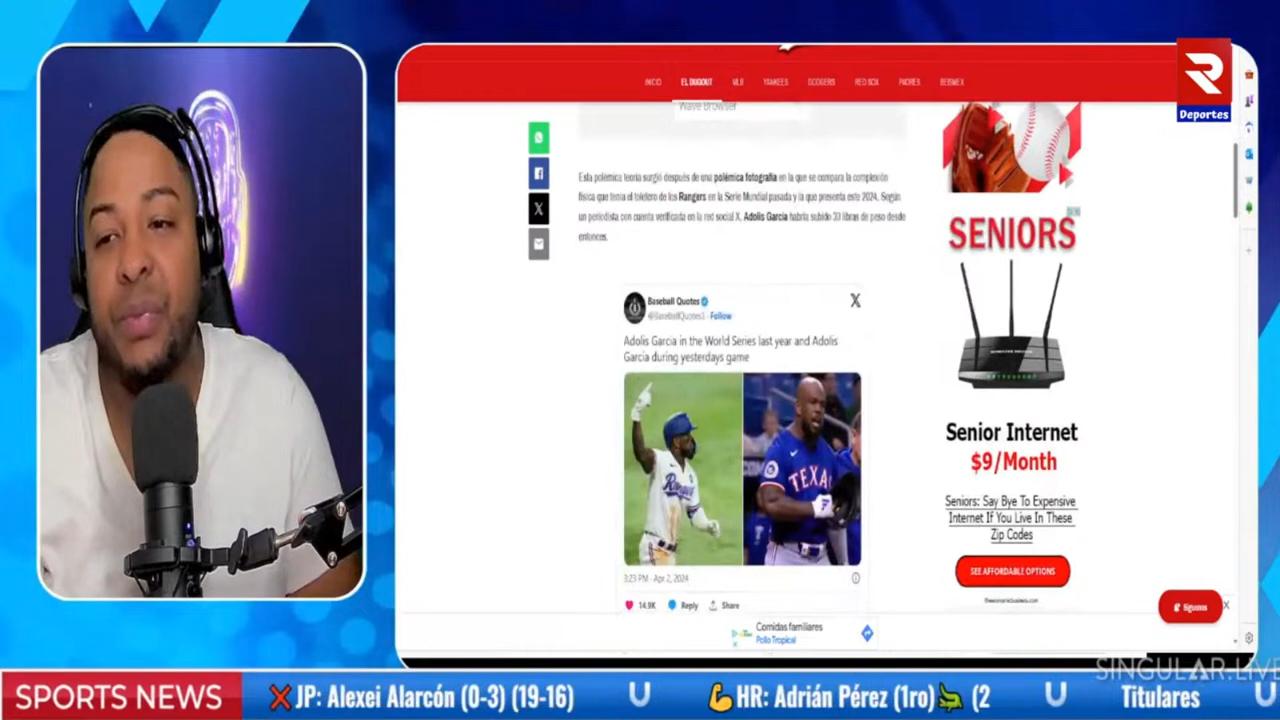 Deportes
INICIO EL DUGOUT MLB YANKEES DODGERS RED SOX PADRES BEISMEX
Wave Browser
Esta polémica teoría surgió después de una polémica fotografía en la que se compara la complexión
física que tenía el toletero de los Rangers en la Serie Mundial pasada y la que presenta este 2024. Según
un periodista con cuenta verificada en la red social X, Adolis García habría subido 30 libras de peso desde
entonces.
Baseball Quotes
@BaseballQuotes1 · Follow
Adolis Garcia in the World Series last year and Adolis
Garcia during yesterdays game
Rangers
TEXA
3:23 PM · Apr 2, 2024
14.9K Reply Share
Comidas familiares
Pollo Tropical
SENIORS
Senior Internet
$9/Month
Seniors: Say Bye To Expensive
Internet If You Live In These
Zip Codes
SEE AFFORDABLE OPTIONS
Síguenos
SINGULAR.LIVE
SPORTS NEWS
JP: Alexei Alarcón (0-3) (19-16)
HR: Adrián Pérez (1ro) (2
Titulares